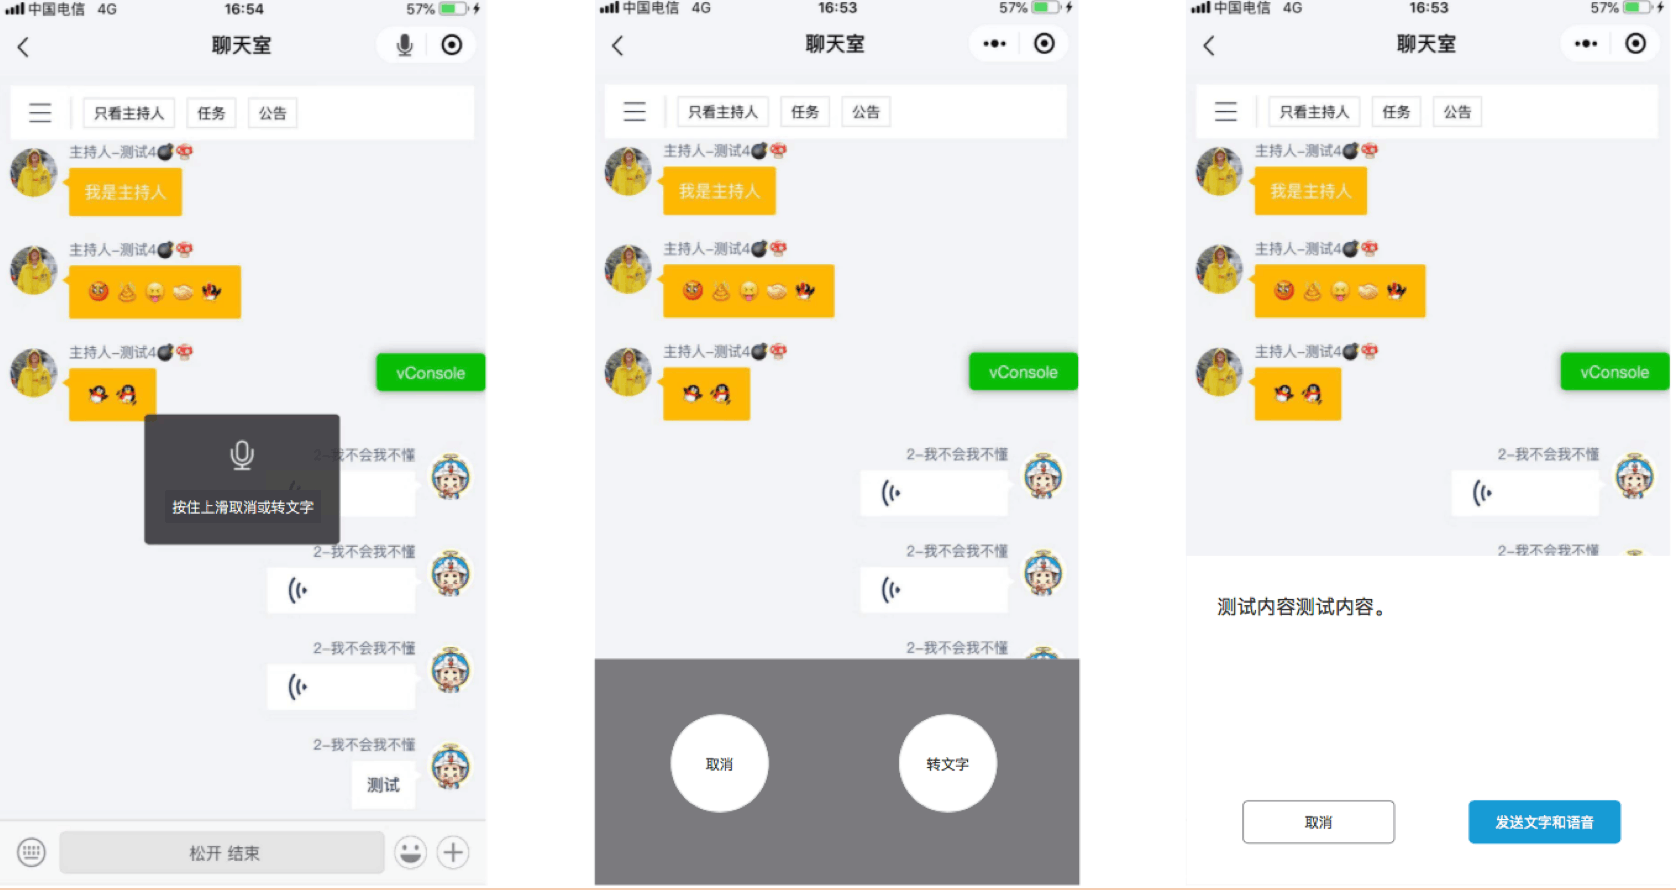 中国电信 4G 16:54 57%
聊天室
只看主持人 任务 公告
主持人-测试4
我是主持人
主持人-测试4
主持人-测试4
vConsole
2-我不会我不懂
按住上滑取消或转文字
2-我不会我不懂
2-我不会我不懂
2-我不会我不懂
测试
松开 结束
中国电信 4G 16:53 57%
聊天室
只看主持人 任务 公告
主持人-测试4
我是主持人
主持人-测试4
主持人-测试4
vConsole
2-我不会我不懂
2-我不会我不懂
2-我不会我不懂
取消 转文字
中国电信 4G 16:53 57%
聊天室
只看主持人 任务 公告
主持人-测试4
我是主持人
主持人-测试4
主持人-测试4
vConsole
2-我不会我不懂
2-我不会我不懂
测试内容测试内容。
取消 发送文字和语音